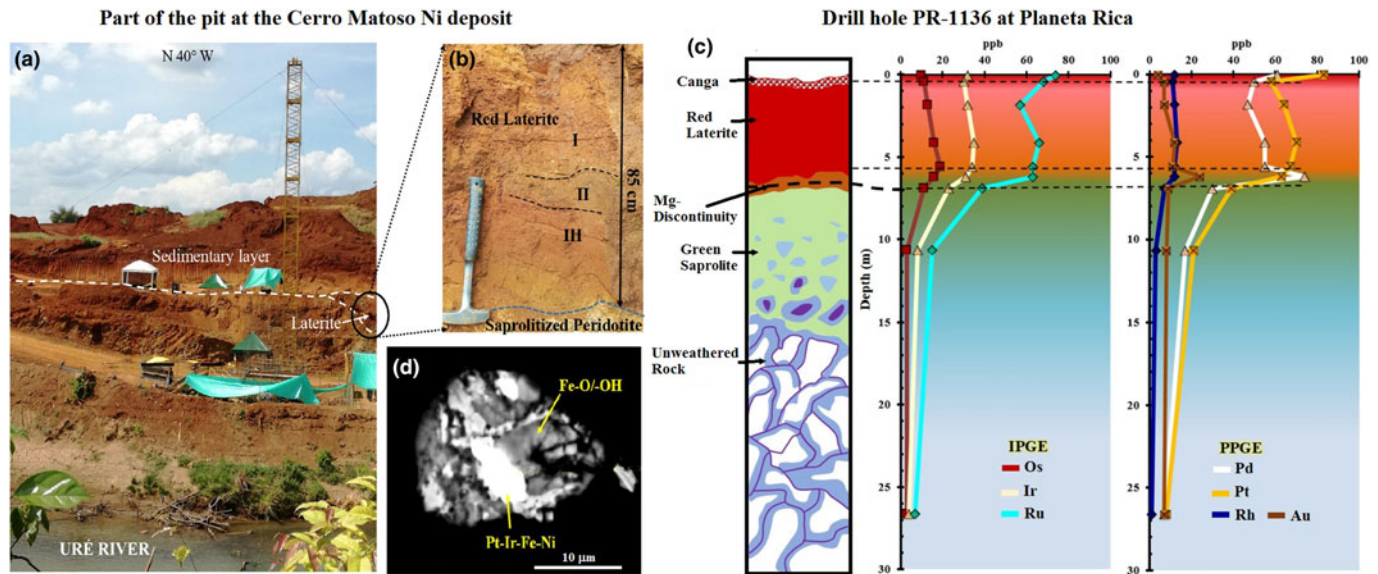 Part of the pit at the Cerro Matoso Ni deposit
(a)
N 40° W
Sedimentary layer
Laterite
URÉ RIVER
(b)
Red Laterite
I
II
III
85 cm
Saprolitized Peridotite
(d)
Fe-O/-OH
Pt-Ir-Fe-Ni
10 µm
Drill hole PR-1136 at Planeta Rica
(c)
Canga
Red
Laterite
Mg-
Discontinuity
Green
Saprolite
Unweathered
Rock
ppb
0 20 40 60 80 100
Depth (m)
0
5
10
15
20
25
30
IPGE
Os
Ir
Ru
ppb
0 20 40 60 80 100
0
5
10
15
20
25
30
PPGE
Pd
Pt
Rh Au